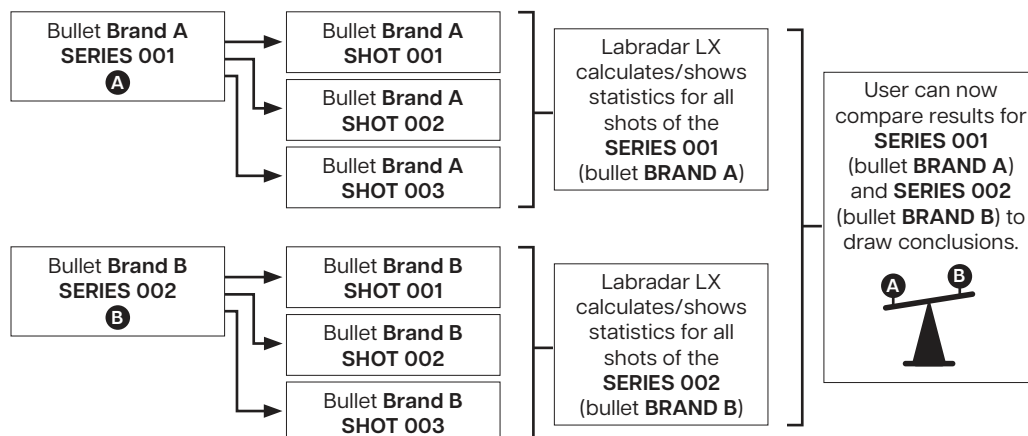 Bullet Brand A
SERIES 001
A
Bullet Brand A
SHOT 001
Bullet Brand A
SHOT 002
Bullet Brand A
SHOT 003
Labradar LX
calculates/shows
statistics for all
shots of the
SERIES 001
(bullet BRAND A)
Bullet Brand B
SERIES 002
B
Bullet Brand B
SHOT 001
Bullet Brand B
SHOT 002
Bullet Brand B
SHOT 003
Labradar LX
calculates/shows
statistics for all
shots of the
SERIES 002
(bullet BRAND B)
User can now
compare results for
SERIES 001
(bullet BRAND A)
and SERIES 002
(bullet BRAND B) to
draw conclusions.
A
B